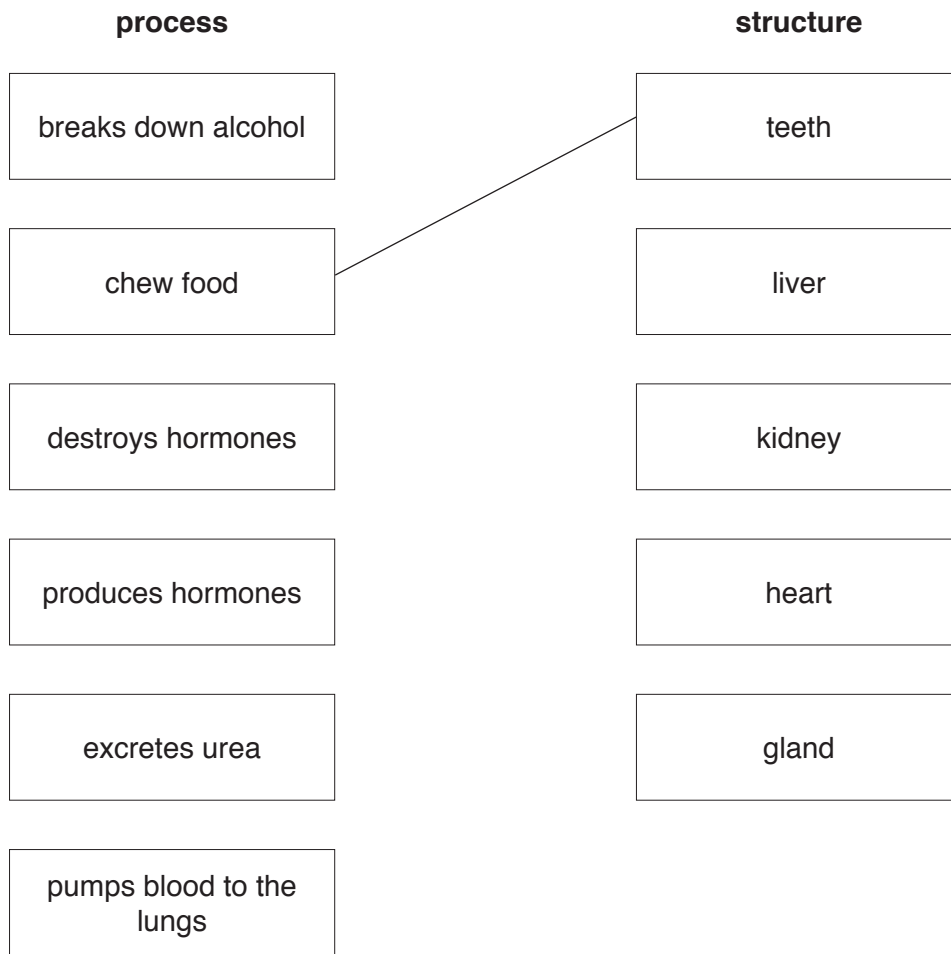 process structure
breaks down alcohol teeth
chew food liver
destroys hormones kidney
produces hormones heart
excretes urea gland
pumps blood to the
lungs